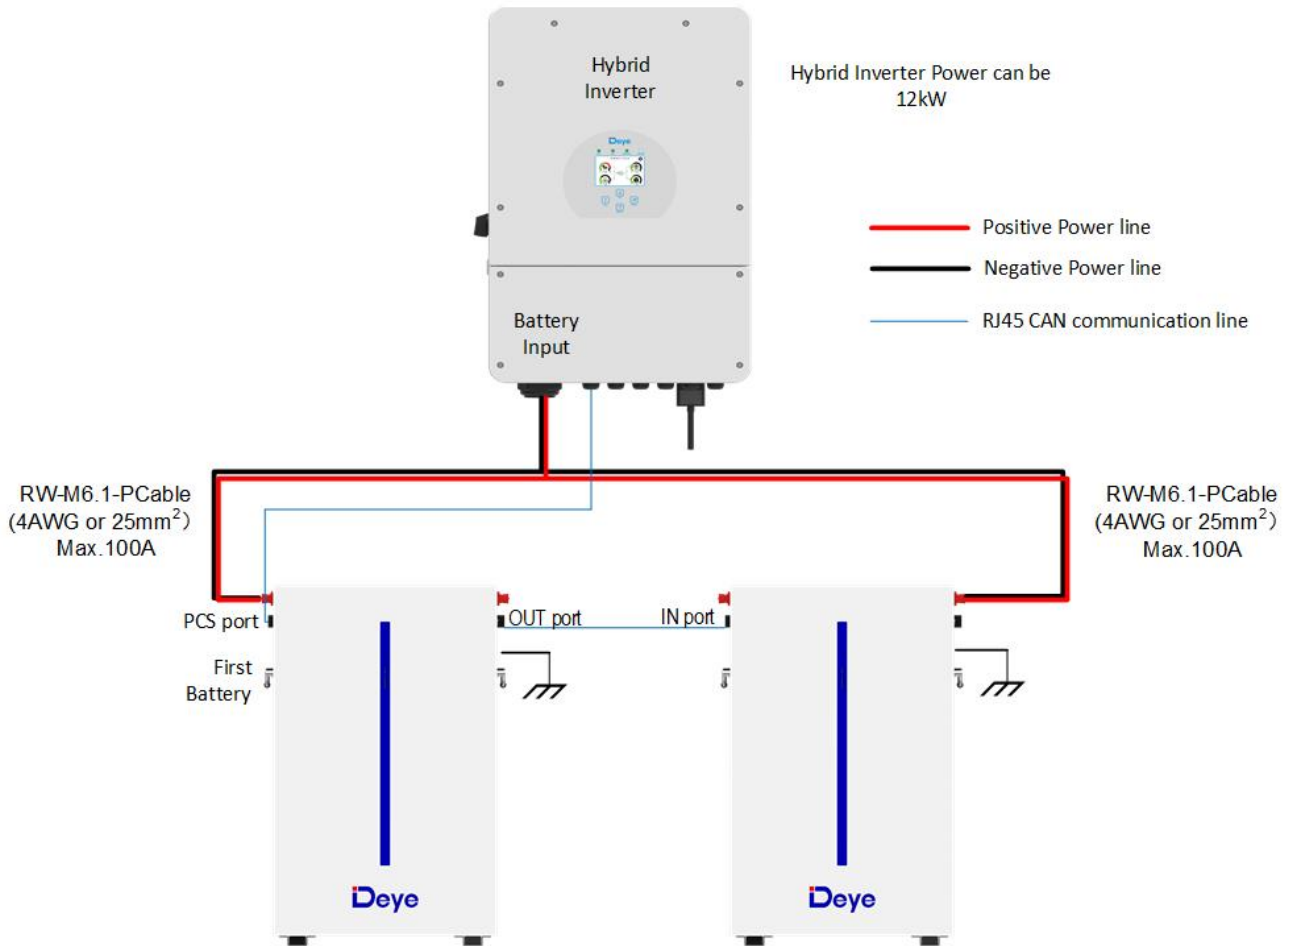 Hybrid
Inverter
Hybrid Inverter Power can be
12kW
Deye
Positive Power line
Negative Power line
RJ45 CAN communication line
Battery
Input
RW-M6.1-PCable
(4AWG or 25mm²)
Max.100A
RW-M6.1-PCable
(4AWG or 25mm²)
Max.100A
PCS port
OUT port
IN port
First
Battery
Deye
Deye